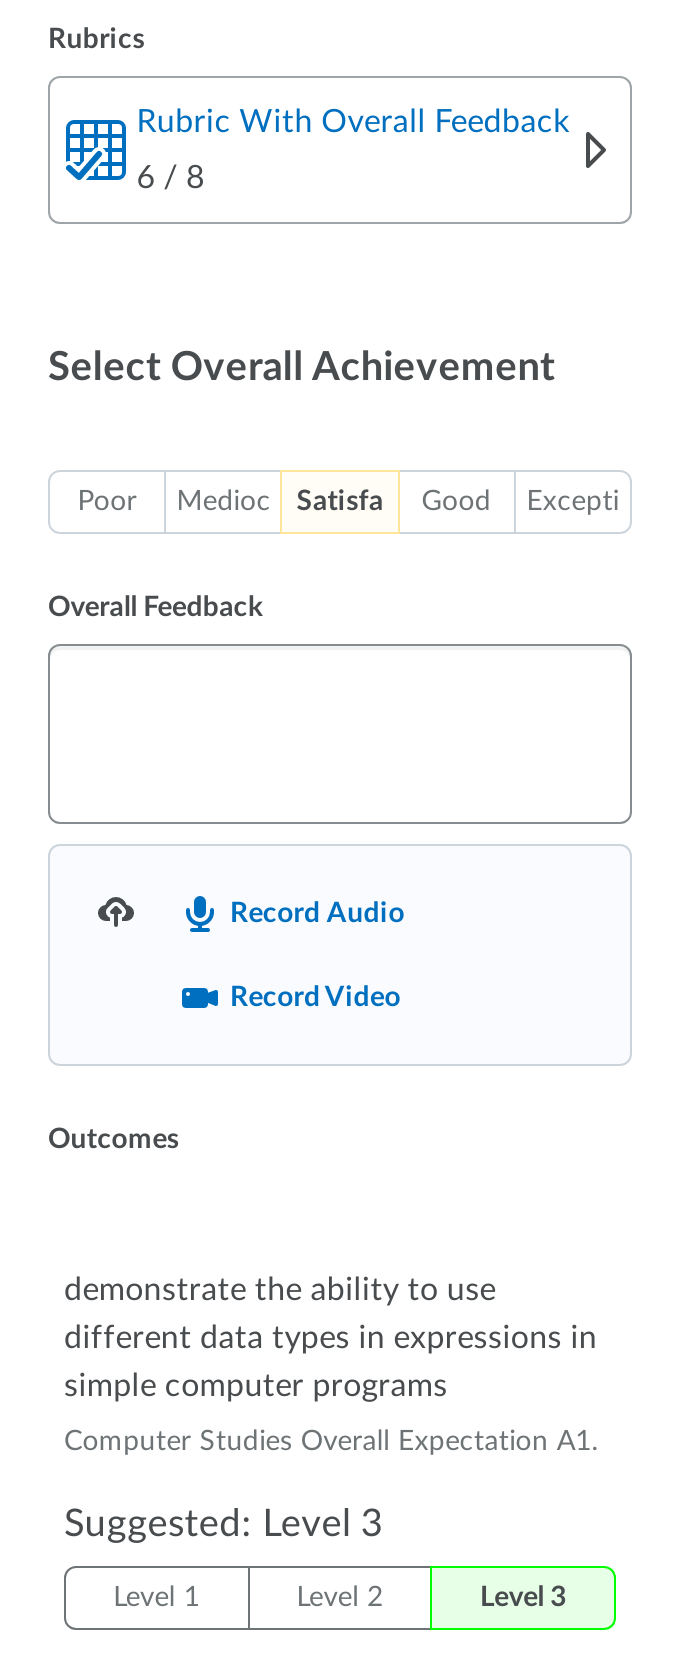 Rubrics
Rubric With Overall Feedback
6 / 8
Select Overall Achievement
Poor
Medioc
Satisfa
Good
Excepti
Overall Feedback
Record Audio
Record Video
Outcomes
demonstrate the ability to use
different data types in expressions in
simple computer programs
Computer Studies Overall Expectation A1.
Suggested: Level 3
Level 1
Level 2
Level 3